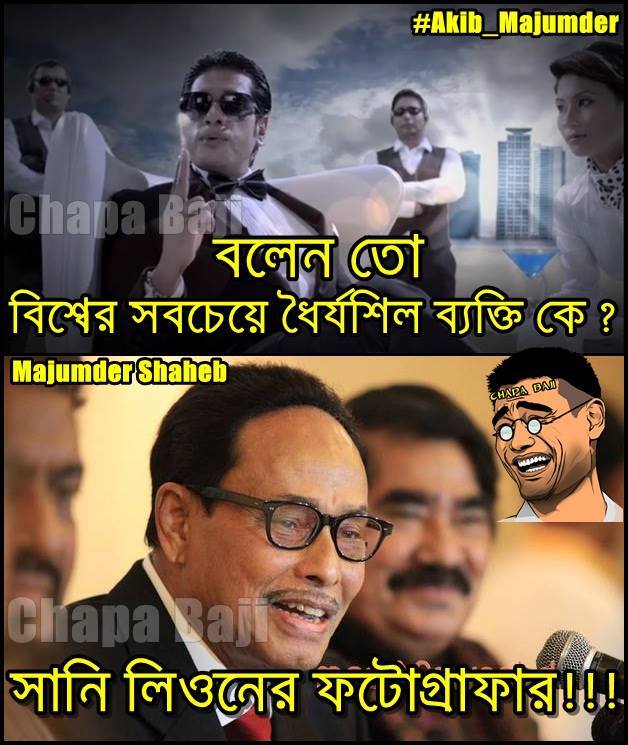 #Akib_Majumder
Chapa Baji
বলেন তো
বিশ্বের সবচেয়ে ধৈর্যশিল ব্যক্তি কে ?
Majumder Shaheb
CHAPA BAJI
Chapa Baji
সানি লিওনের ফটোগ্রাফার!!!